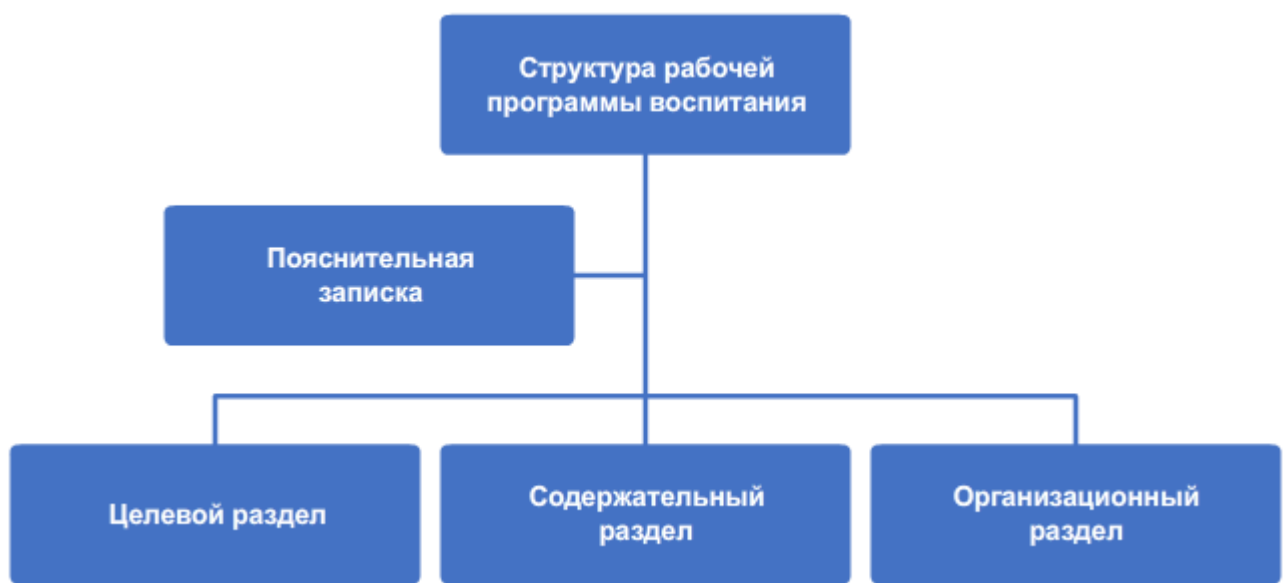 Структура рабочей
программы воспитания
Пояснительная
записка
Целевой раздел
Содержательный
раздел
Организационный
раздел